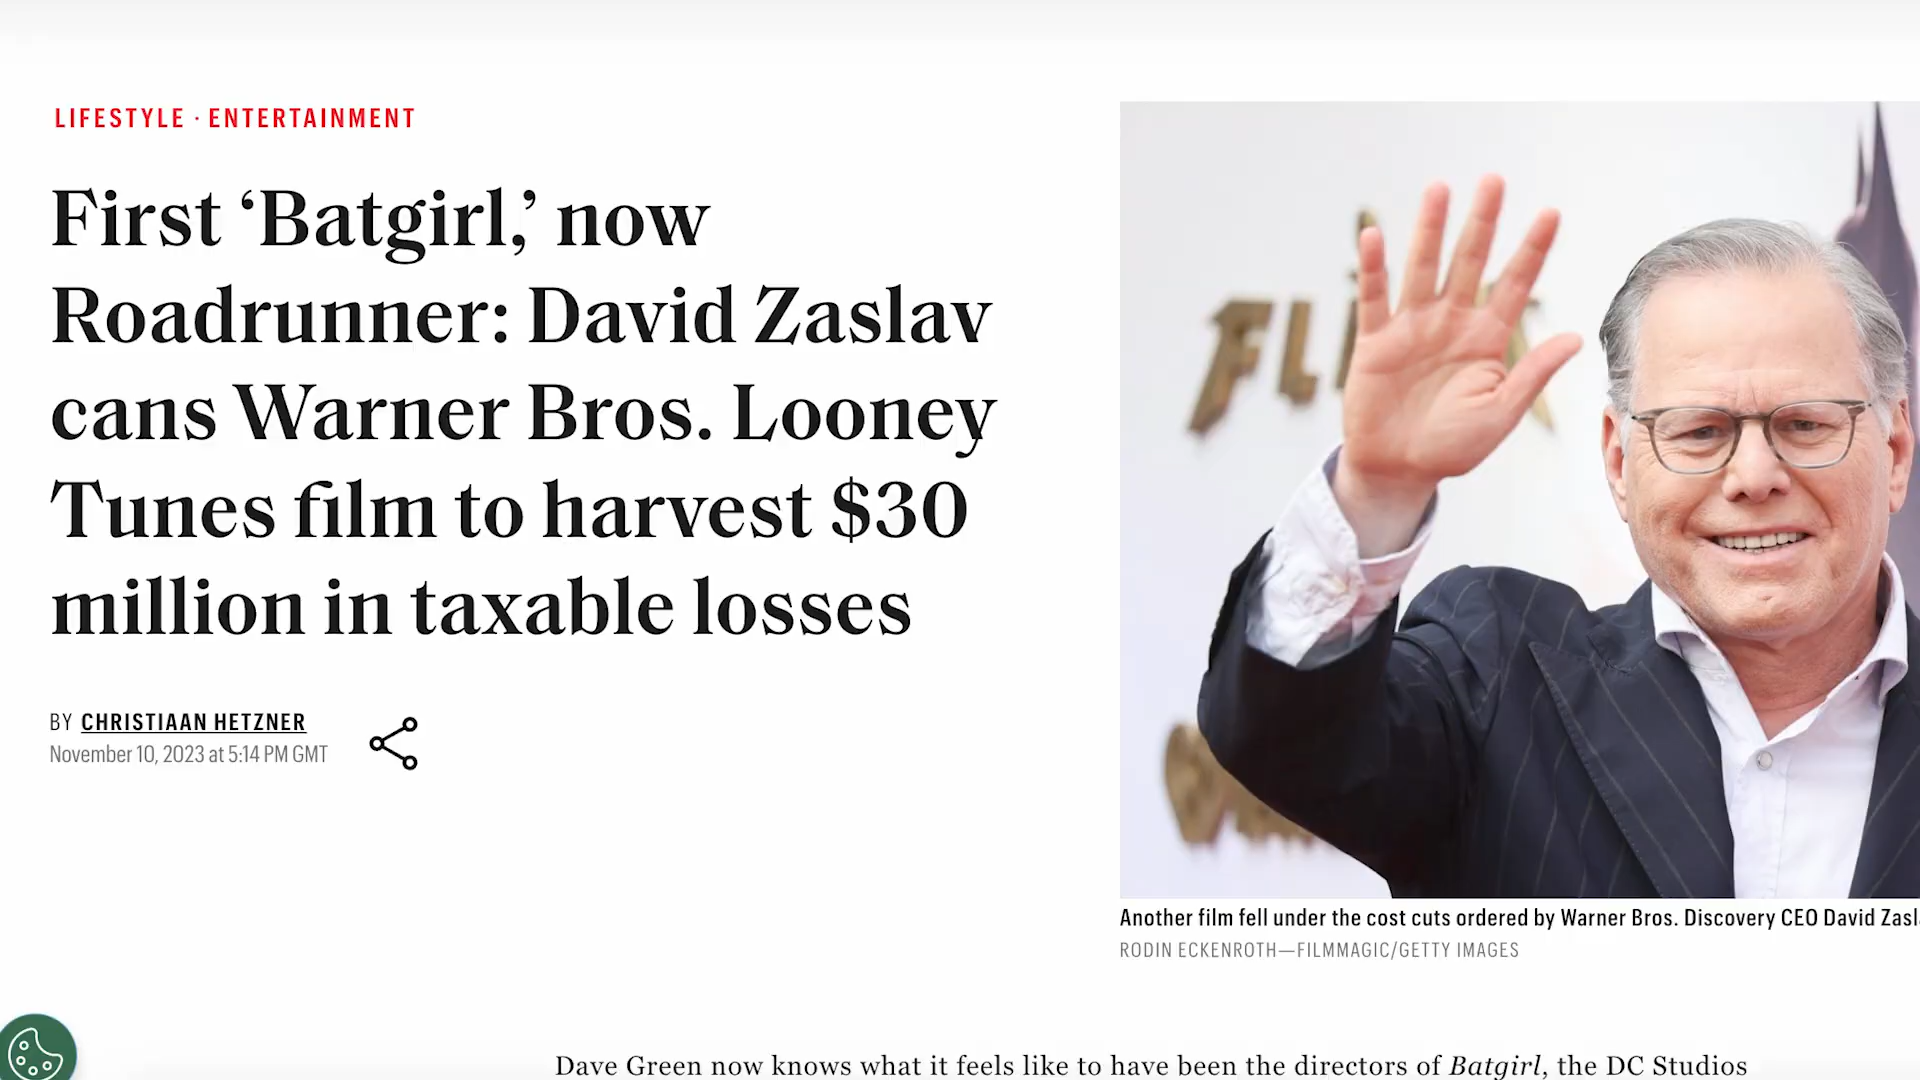 LIFESTYLE · ENTERTAINMENT
First ‘Batgirl,’ now
Roadrunner: David Zaslav
cans Warner Bros. Looney
Tunes film to harvest $30
million in taxable losses
BY CHRISTIAAN HETZNER
November 10, 2023 at 5:14 PM GMT
Another film fell under the cost cuts ordered by Warner Bros. Discovery CEO David Zasl
RODIN ECKENROTH—FILMMAGIC/GETTY IMAGES
Dave Green now knows what it feels like to have been the directors of Batgirl, the DC Studios